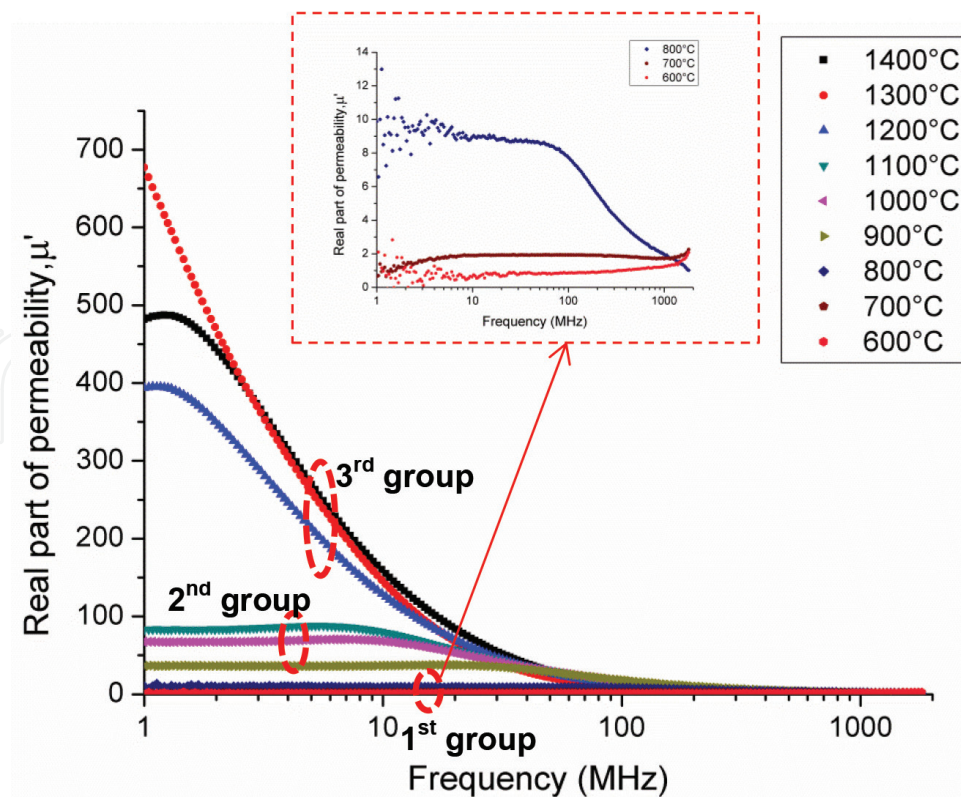 14
12
10
8
6
4
2
0
Real part of permeability,μ'
800°C
700°C
600°C
1 10 100 1000
Frequency (MHz)
1400°C
1300°C
1200°C
1100°C
1000°C
900°C
800°C
700°C
600°C
700
600
500
400
300
200
100
0
Real part of permeability,μ'
3rd group
2nd group
1st group
1 10 100 1000
Frequency (MHz)